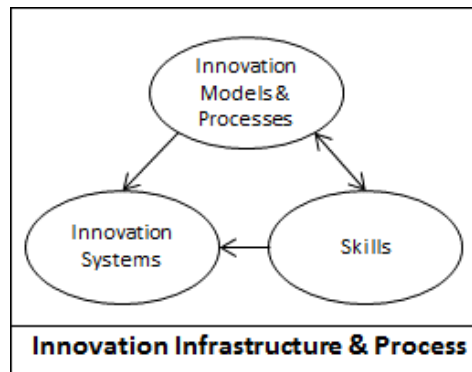 Innovation
Models &
Processes
Innovation
Systems
Skills
Innovation Infrastructure & Process